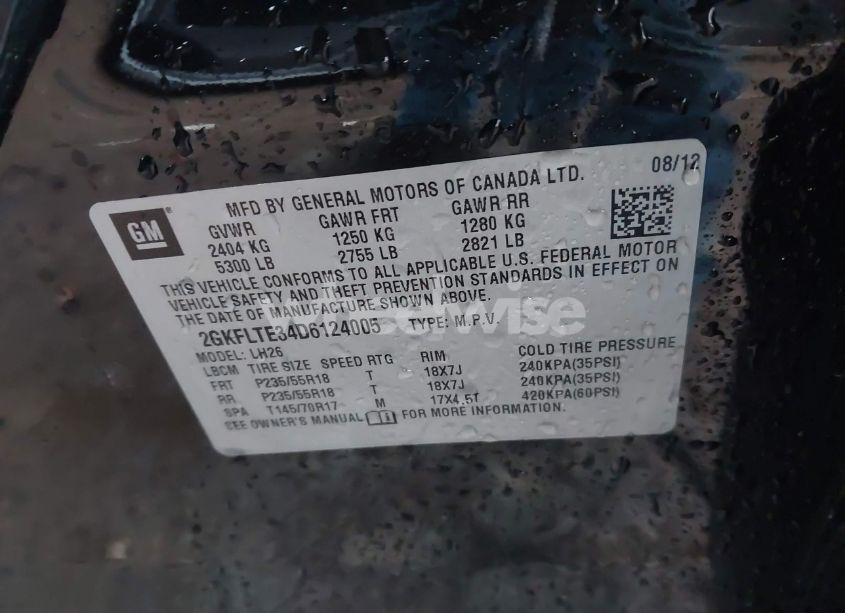 MFD BY GENERAL MOTORS OF CANADA LTD. 08/12
GM
GVWR GAWR FRT GAWR RR
2404 KG 1250 KG 1280 KG
5300 LB 2755 LB 2821 LB
THIS VEHICLE CONFORMS TO ALL APPLICABLE U.S. FEDERAL MOTOR
VEHICLE SAFETY AND THEFT PREVENTION STANDARDS IN EFFECT ON
THE DATE OF MANUFACTURE SHOWN ABOVE.
2GKFLTE34D6124005 TYPE: M.P.V.
MODEL: LH26
LBCM TIRE SIZE SPEED RTG RIM COLD TIRE PRESSURE
FRT P235/55R18 T 18X7J 240KPA(35PSI)
RR P235/55R18 T 18X7J 240KPA(35PSI)
SPA T145/70R17 M 17X4.5T 420KPA(60PSI)
SEE OWNER'S MANUAL FOR MORE INFORMATION.